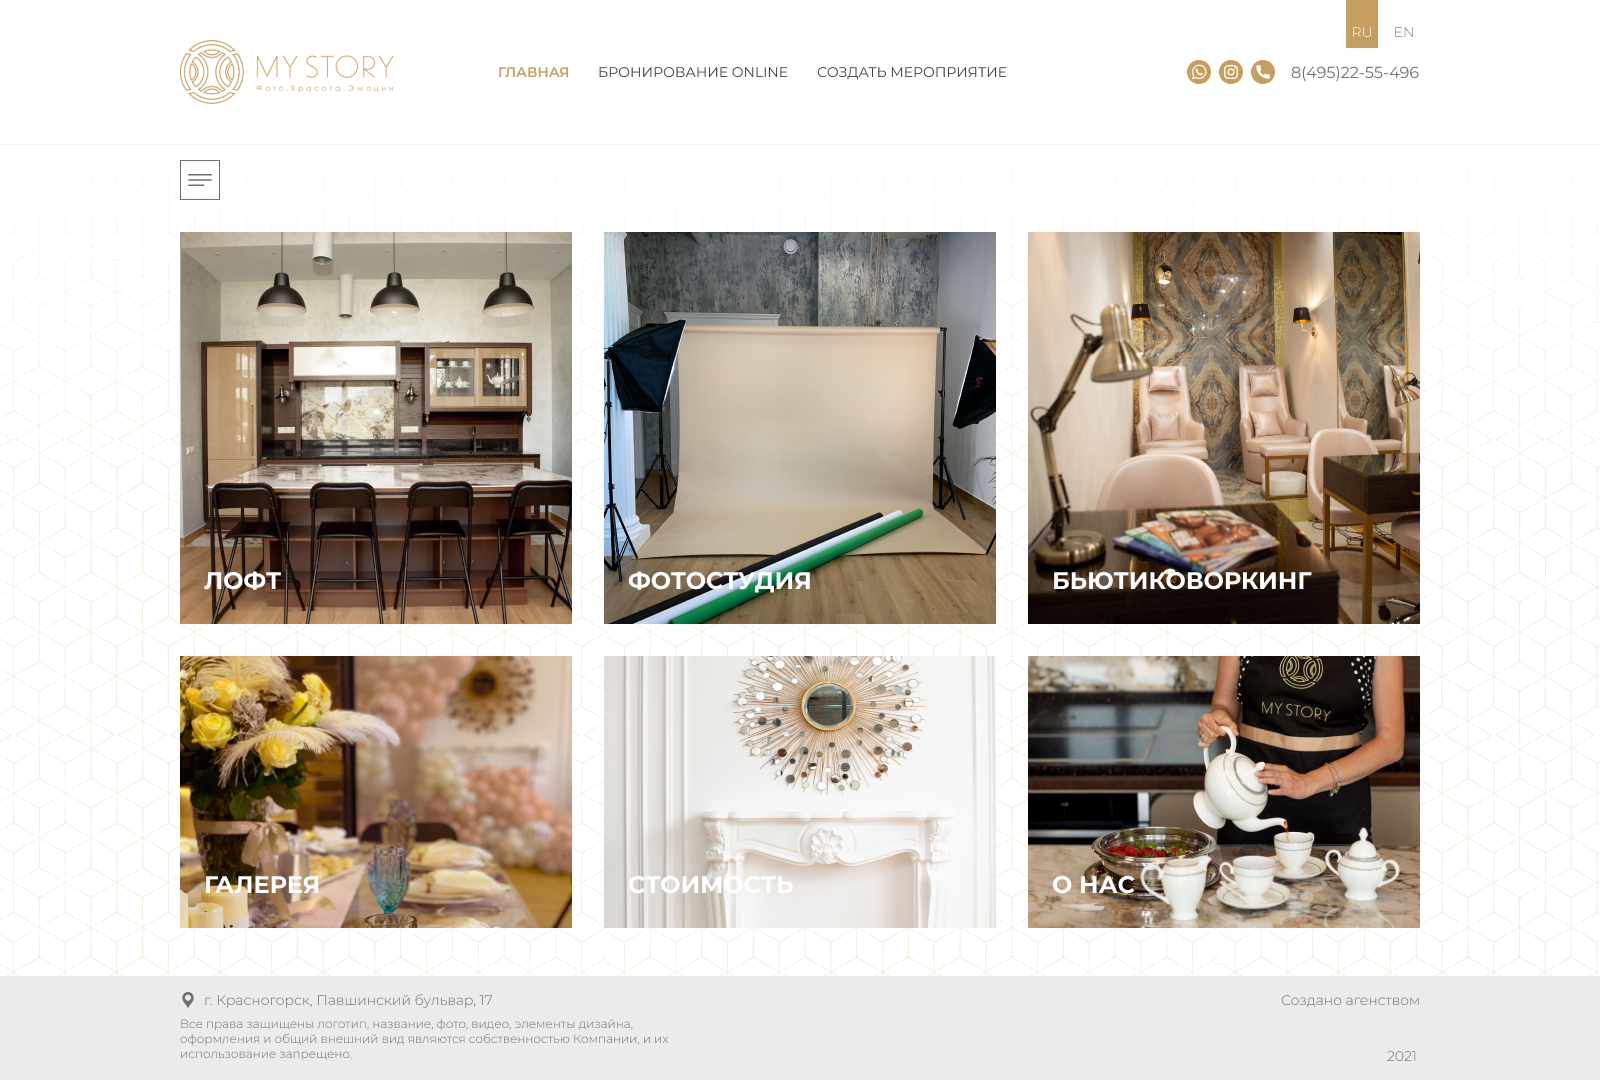 RU EN
MY STORY
Фото.Красота.Эмоции
ГЛАВНАЯ БРОНИРОВАНИЕ ONLINE СОЗДАТЬ МЕРОПРИЯТИЕ
8(495)22-55-496
ЛОФТ
ФОТОСТУДИЯ
БЬЮТИКОВОРКИНГ
MY STORY
ГАЛЕРЕЯ
СТОИМОСТЬ
О НАС
г. Красногорск, Павшинский бульвар, 17
Создано агенством
Все права защищены логотип, название, фото, видео, элементы дизайна,
оформления и общий внешний вид являются собственностью Компании, и их
использование запрещено.
2021